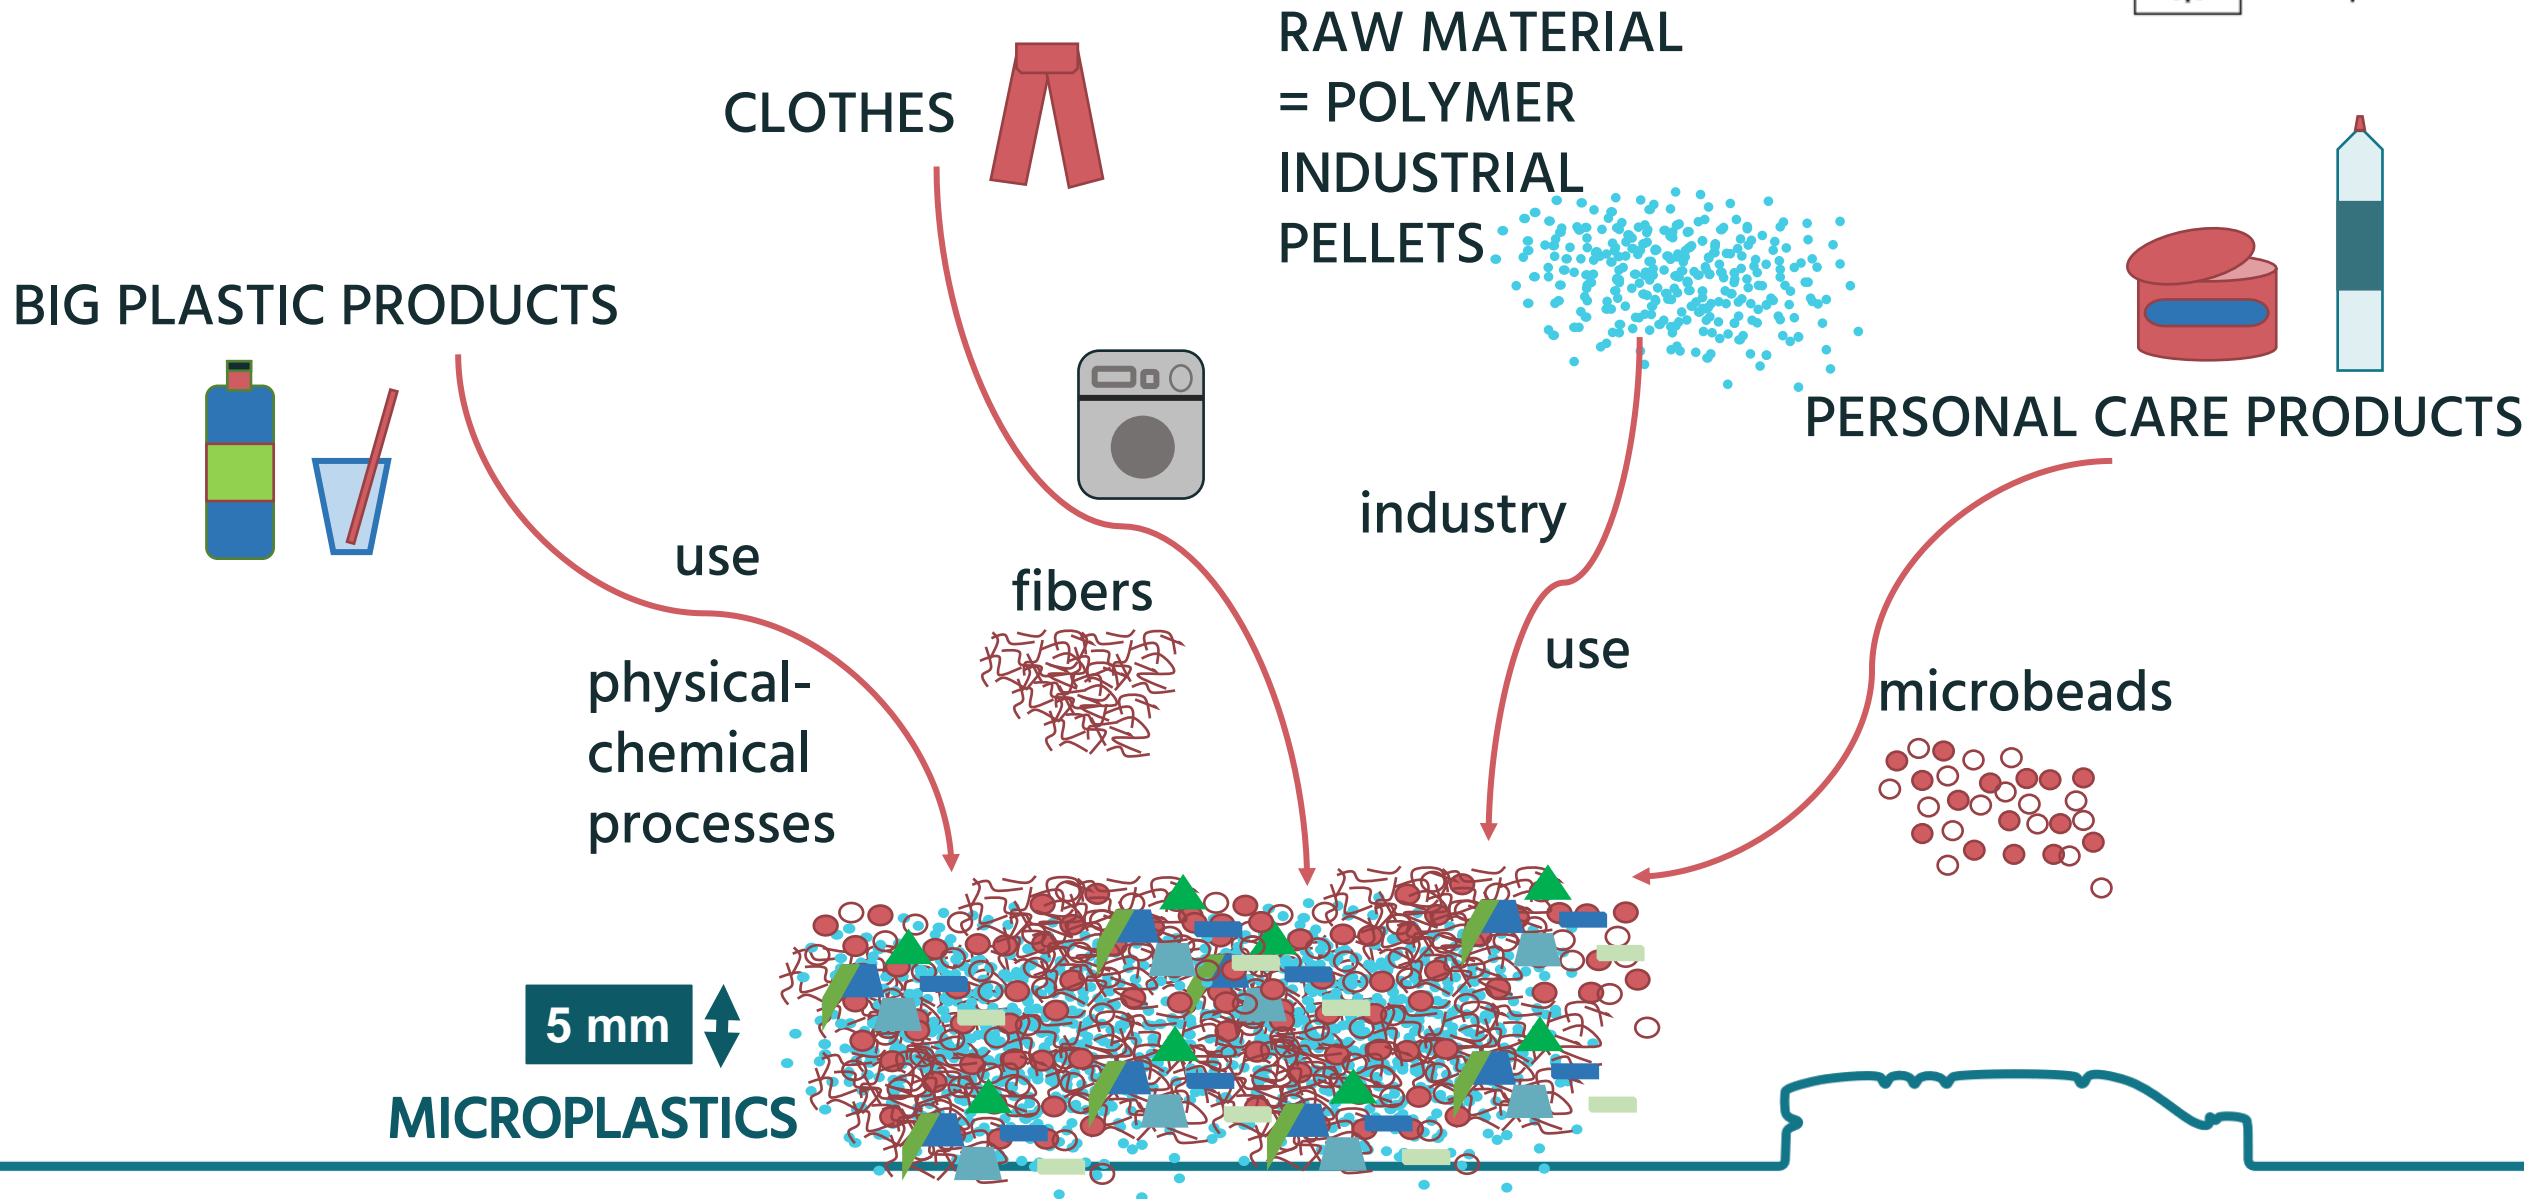 RAW MATERIAL
= POLYMER
INDUSTRIAL
PELLETS
CLOTHES
BIG PLASTIC PRODUCTS
PERSONAL CARE PRODUCTS
use
physical-
chemical
processes
fibers
industry
use
microbeads
5 mm
MICROPLASTICS